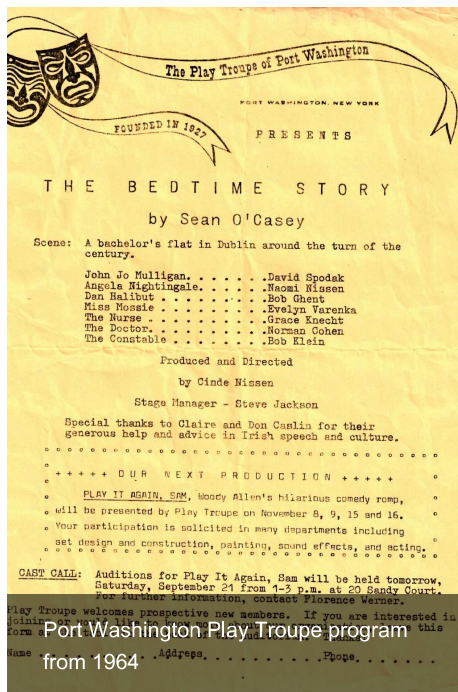 The Play Troupe of Port Washington
PORT WASHINGTON, NEW YORK
FOUNDED IN 1927
PRESENTS
THE BEDTIME STORY
by Sean O'Casey
Scene: A bachelor's flat in Dublin around the turn of the
century.
John Jo Mulligan. . . . . . . .David Spodak
Angela Nightingale. . . . . . .Naomi Nissen
Dan Halibut . . . . . . . . . .Bob Ghent
Miss Mossie . . . . . . . . . .Evelyn Varenka
The Nurse . . . . . . . . . . .Grace Knecht
The Doctor. . . . . . . . . . .Norman Cohen
The Constable . . . . . . . . .Bob Klein
Produced and Directed
by Cinde Nissen
Stage Manager - Steve Jackson
Special thanks to Claire and Don Caslin for their
generous help and advice in Irish speech and culture.
+ + + + + OUR NEXT PRODUCTION + + + + +
PLAY IT AGAIN, SAM, Woody Allen's hilarious comedy romp,
will be presented by Play Troupe on November 8, 9, 15 and 16.
Your participation is solicited in many departments including
set design and construction, painting, sound effects, and acting.
CAST CALL: Auditions for Play It Again, Sam will be held tomorrow,
Saturday, September 21 from 1-3 p.m. at 20 Sandy Court.
For further information, contact Florence Werner.
Play Troupe welcomes prospective new members. If you are interested in
joining
this
form
Name . . . . . . . . . . Address. . . . . . . . . . Phone. . . . . . .
Port Washington Play Troupe program
from 1964